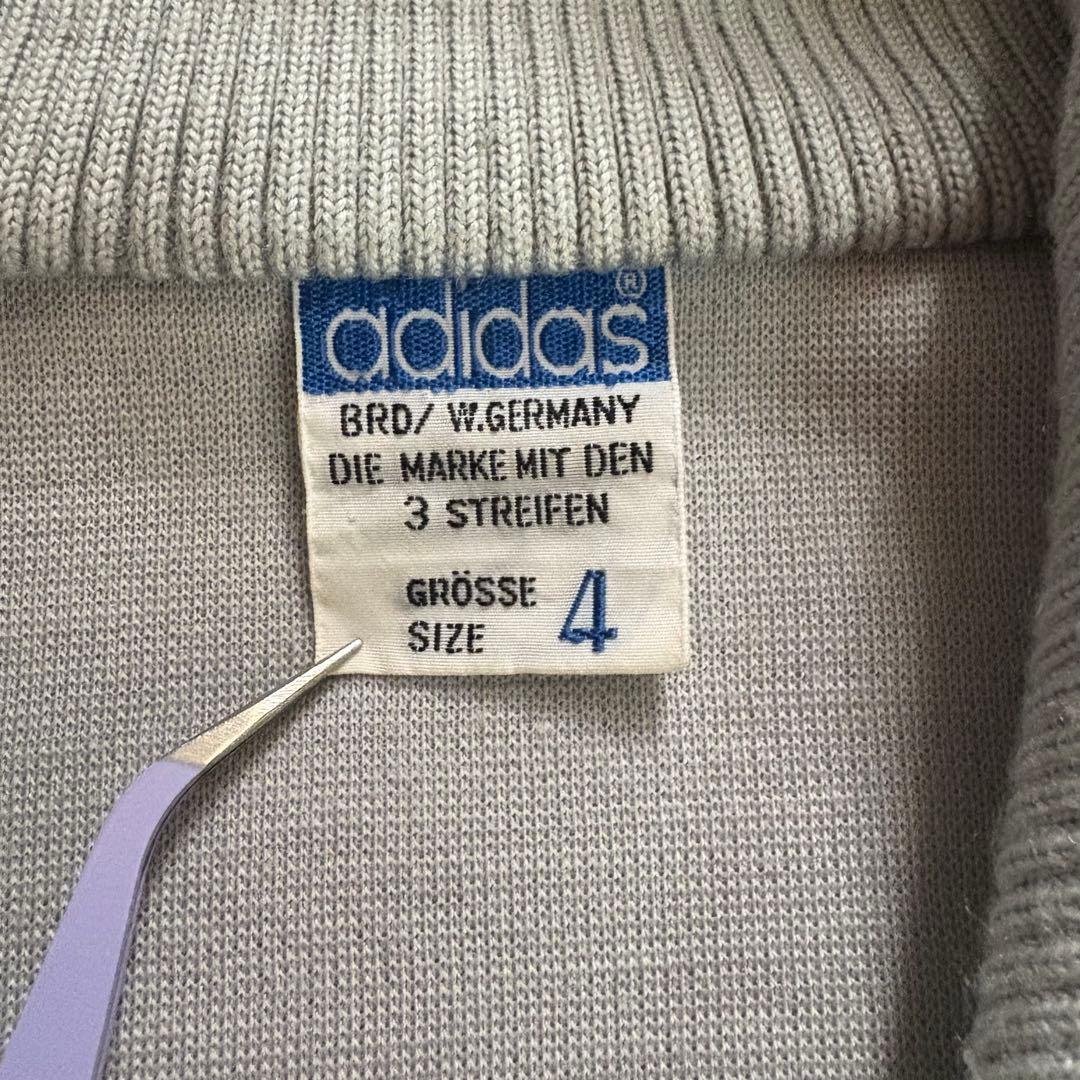 adidas®
BRD/ W.GERMANY
DIE MARKE MIT DEN
3 STREIFEN
GRÖSSE 4
SIZE